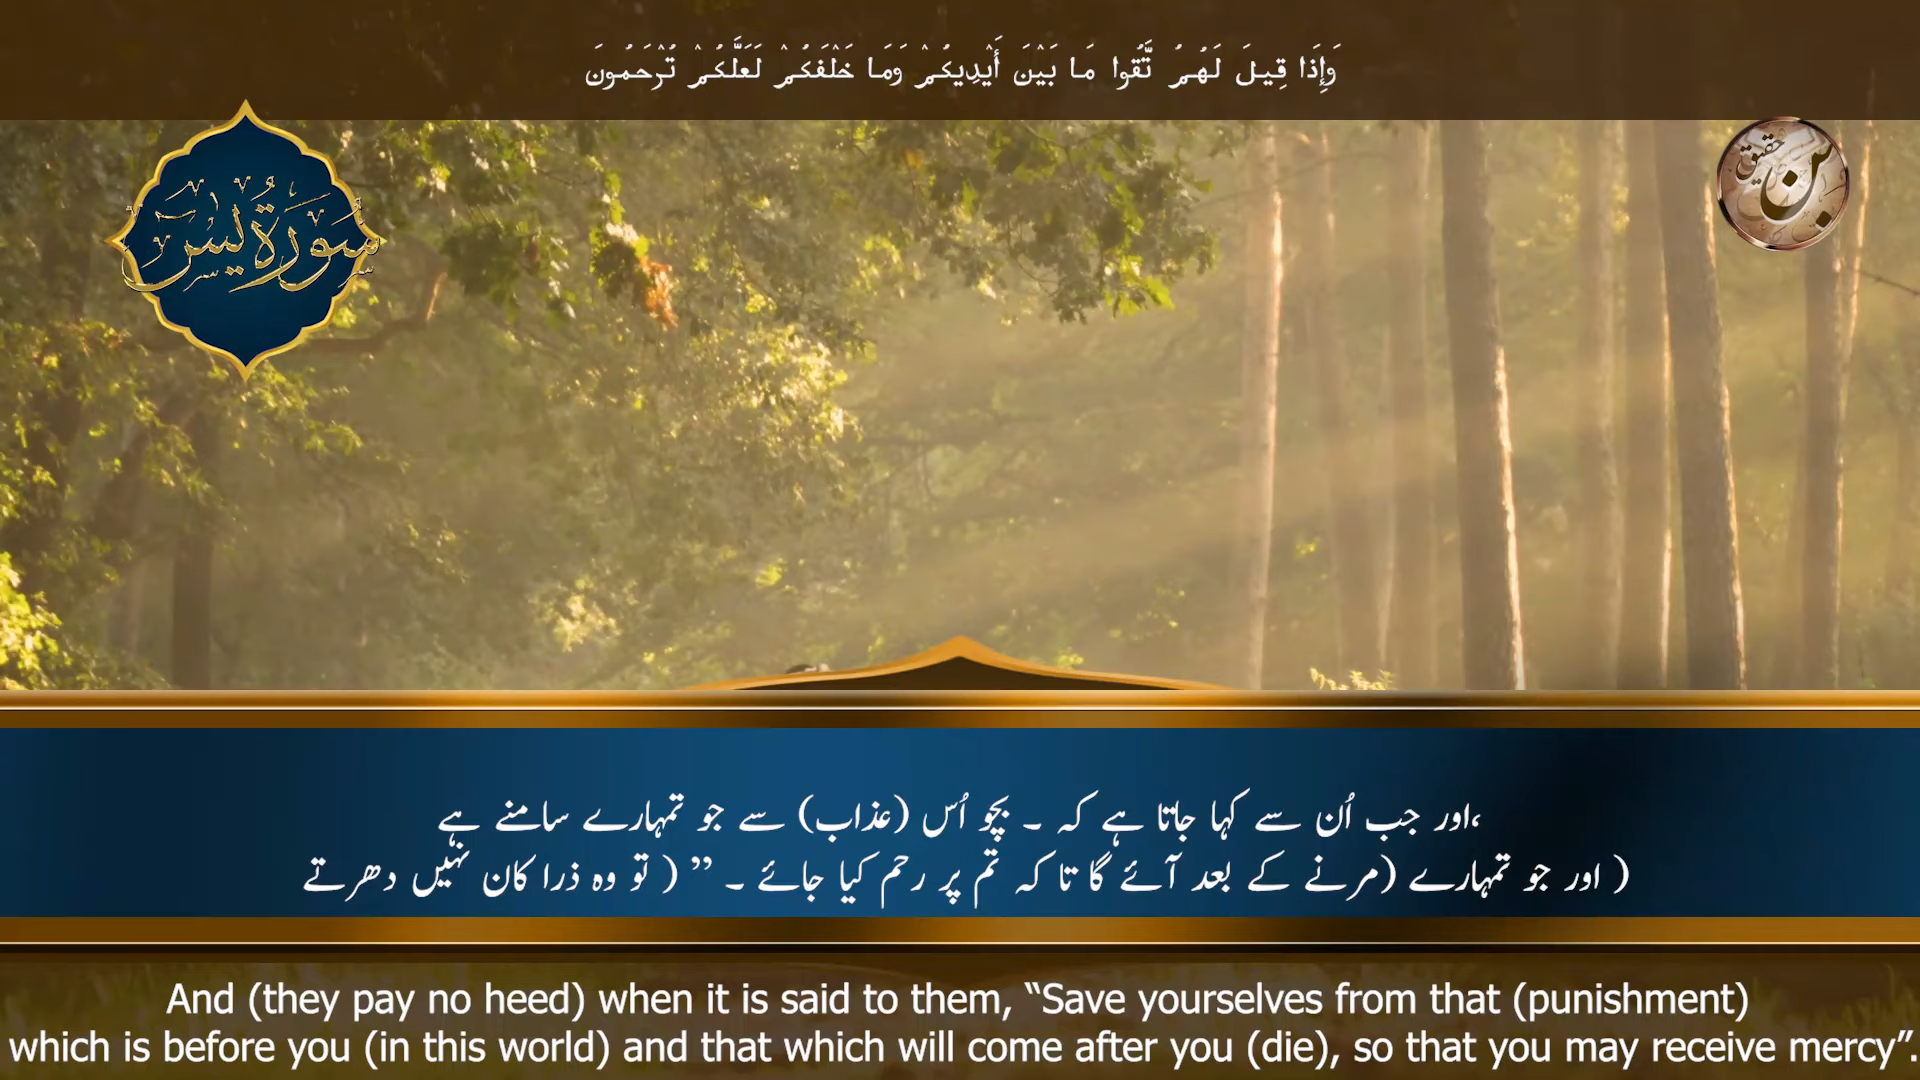 وَإِذَا قِيلَ لَهُمُ تَّقُوا مَا بَيْنَ أَيْدِيكُمْ وَمَا خَلْفَكُمْ لَعَلَّكُمْ تُرْحَمُونَ
سُورَة يس
بن حقیق
اور جب اُن سے کہا جاتا ہے کہ ۔ بچو اُس (عذاب) سے جو تمہارے سامنے ہے،
( اور جو تمہارے (مرنے کے بعد آئے گا تا کہ تم پر رحم کیا جائے ۔ ” ( تو وہ ذرا کان نہیں دھرتے
And (they pay no heed) when it is said to them, “Save yourselves from that (punishment)
which is before you (in this world) and that which will come after you (die), so that you may receive mercy”.